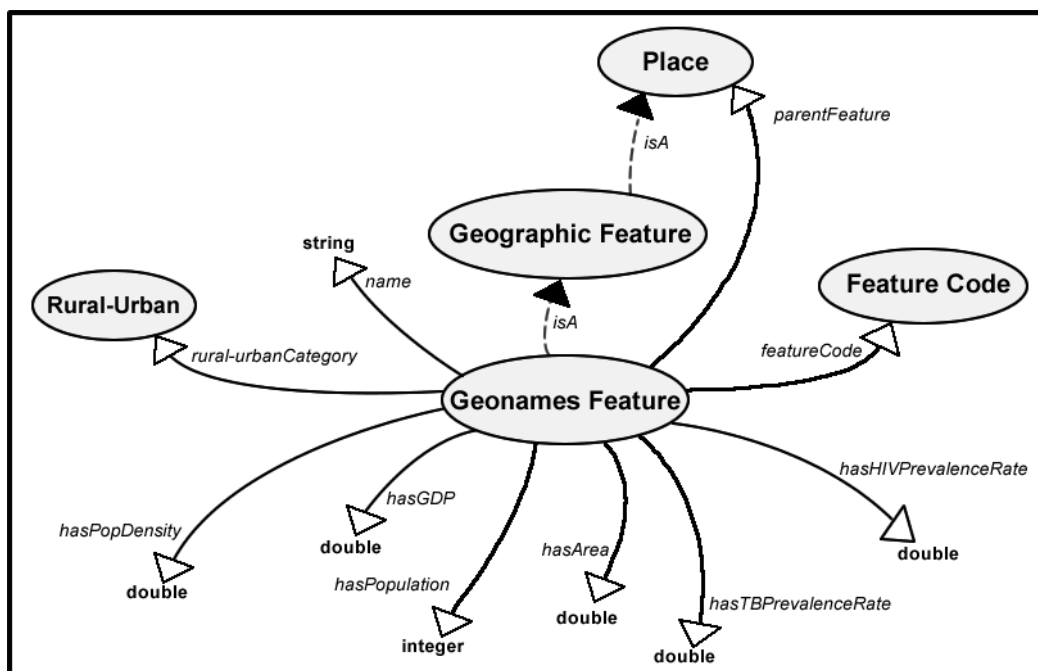 Place
parentFeature
isA
Geographic Feature
string
name
Feature Code
Rural-Urban
isA
rural-urbanCategory
featureCode
Geonames Feature
hasHIVPrevalenceRate
hasGDP
hasPopDensity
double
hasArea
double
hasPopulation
double
hasTBPrevalenceRate
double
integer
double